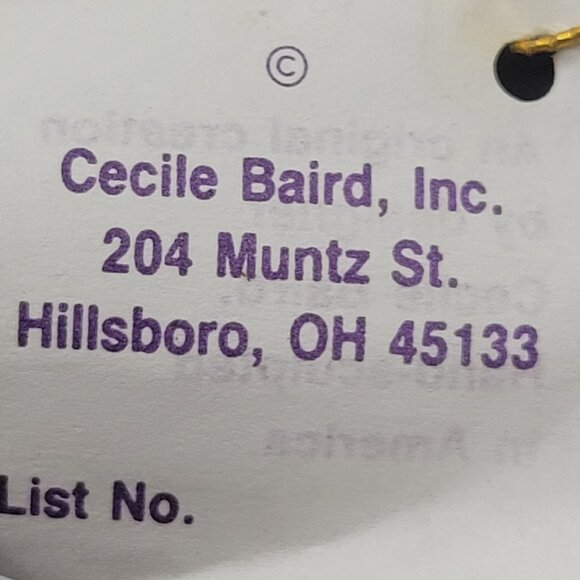 ©
Cecile Baird, Inc.
204 Muntz St.
Hillsboro, OH 45133
List No.